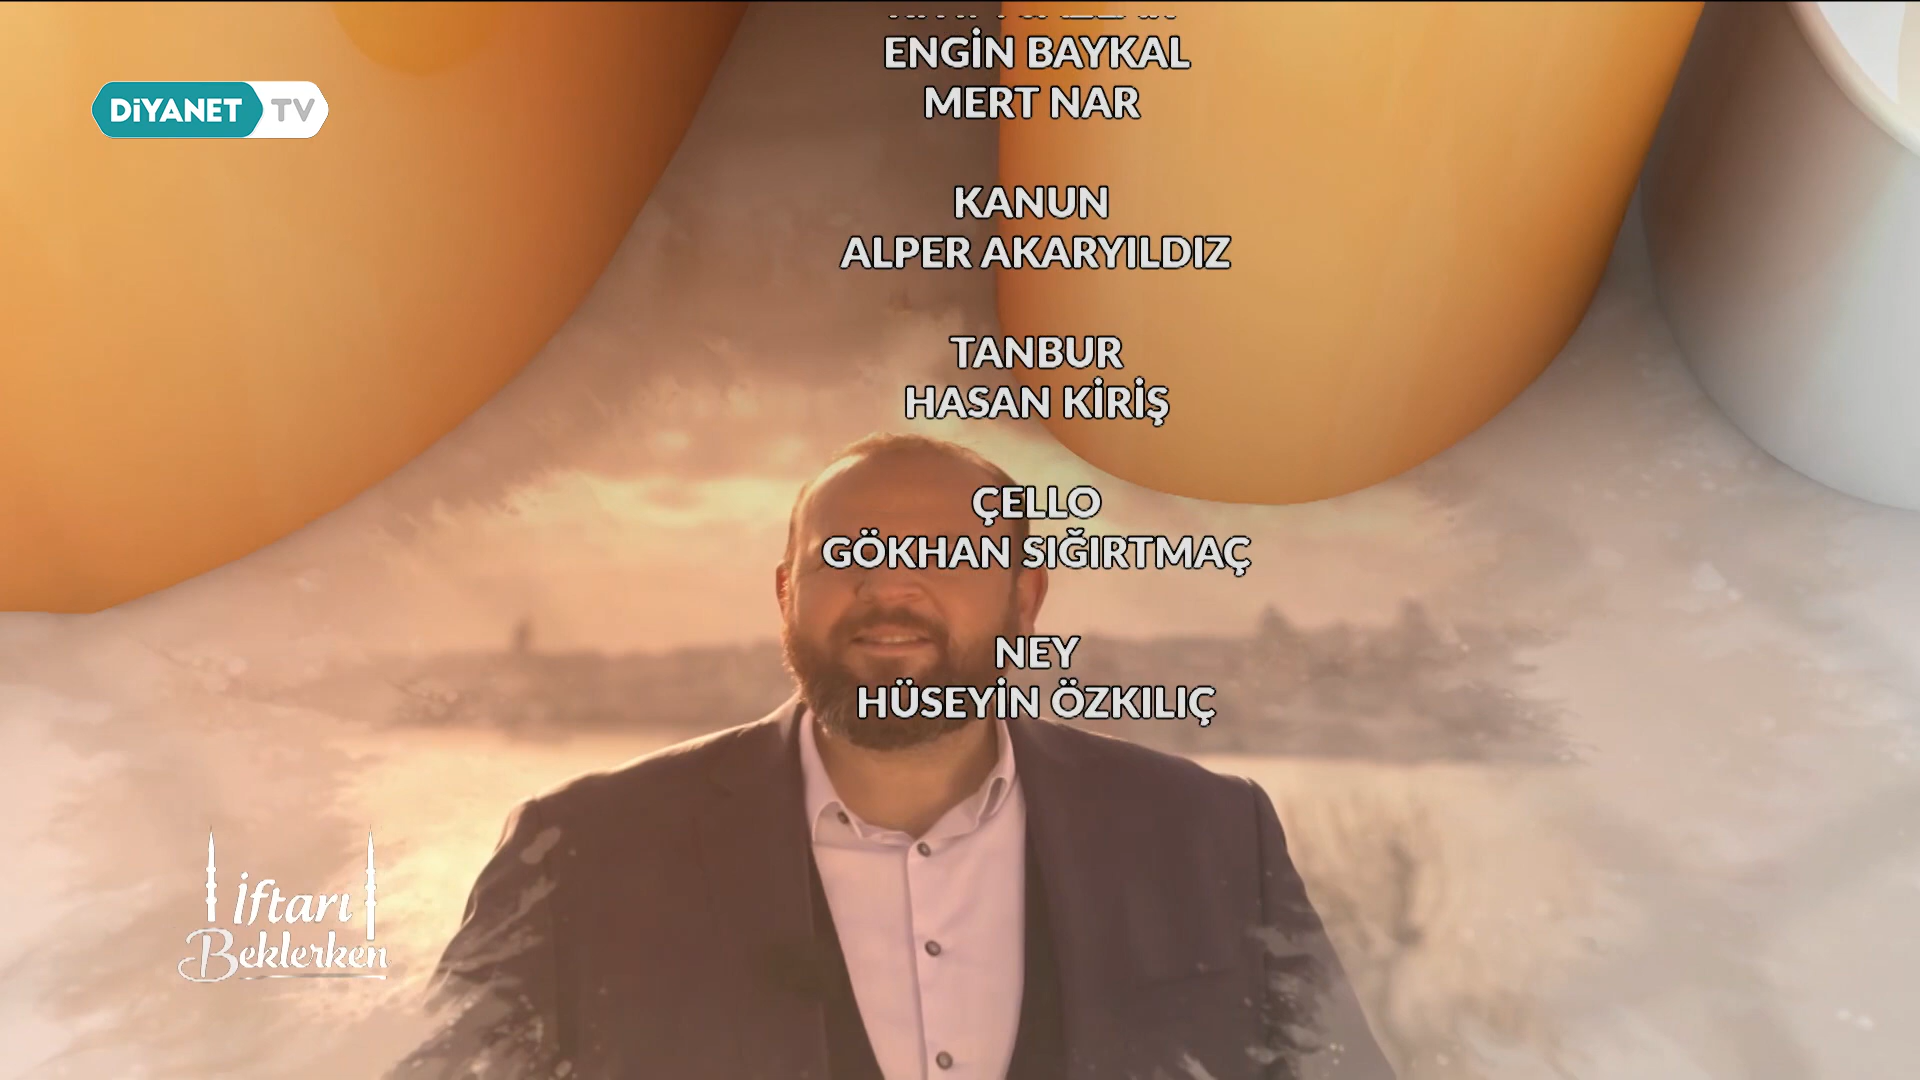 ENGİN BAYKAL
MERT NAR
DİYANET TV
KANUN
ALPER AKARYILDIZ
TANBUR
HASAN KİRİŞ
ÇELLO
GÖKHAN SIĞIRTMAÇ
NEY
HÜSEYİN ÖZKILIÇ
İftarı
Beklerken